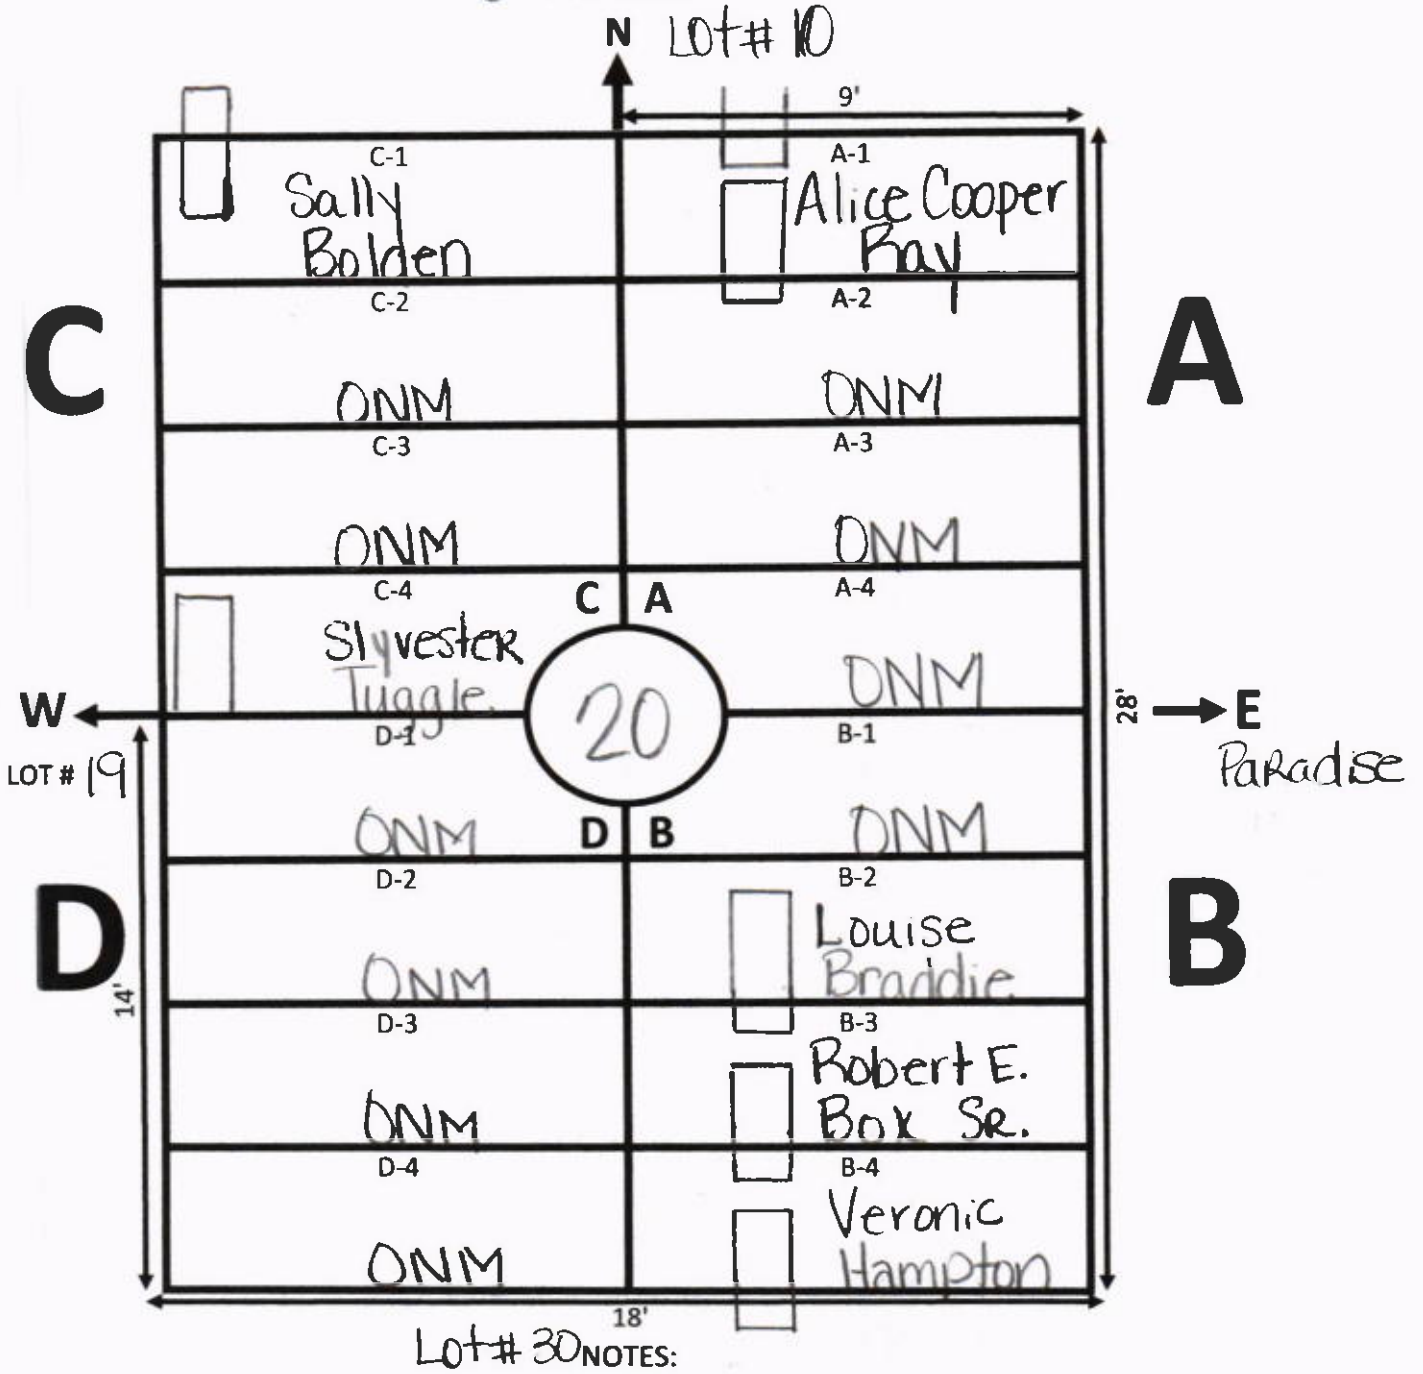 N Lot# 10
9'
C-1 A-1
Sally Alice Cooper
Bolden Ray
C-2 A-2
C A
ONM ONM
C-3 A-3
ONM ONM
C-4 C A A-4
Slyvester
Tuggle ONM
W 20 28' E
D-1 B-1
LOT # 19 Paradise
ONM D B ONM
D-2 B-2
D B
Louise
ONM Braddie
14'
D-3 B-3
Robert E.
ONM Box Sr.
D-4 B-4
Veronic
ONM Hampton
18'
Lot# 30 NOTES: